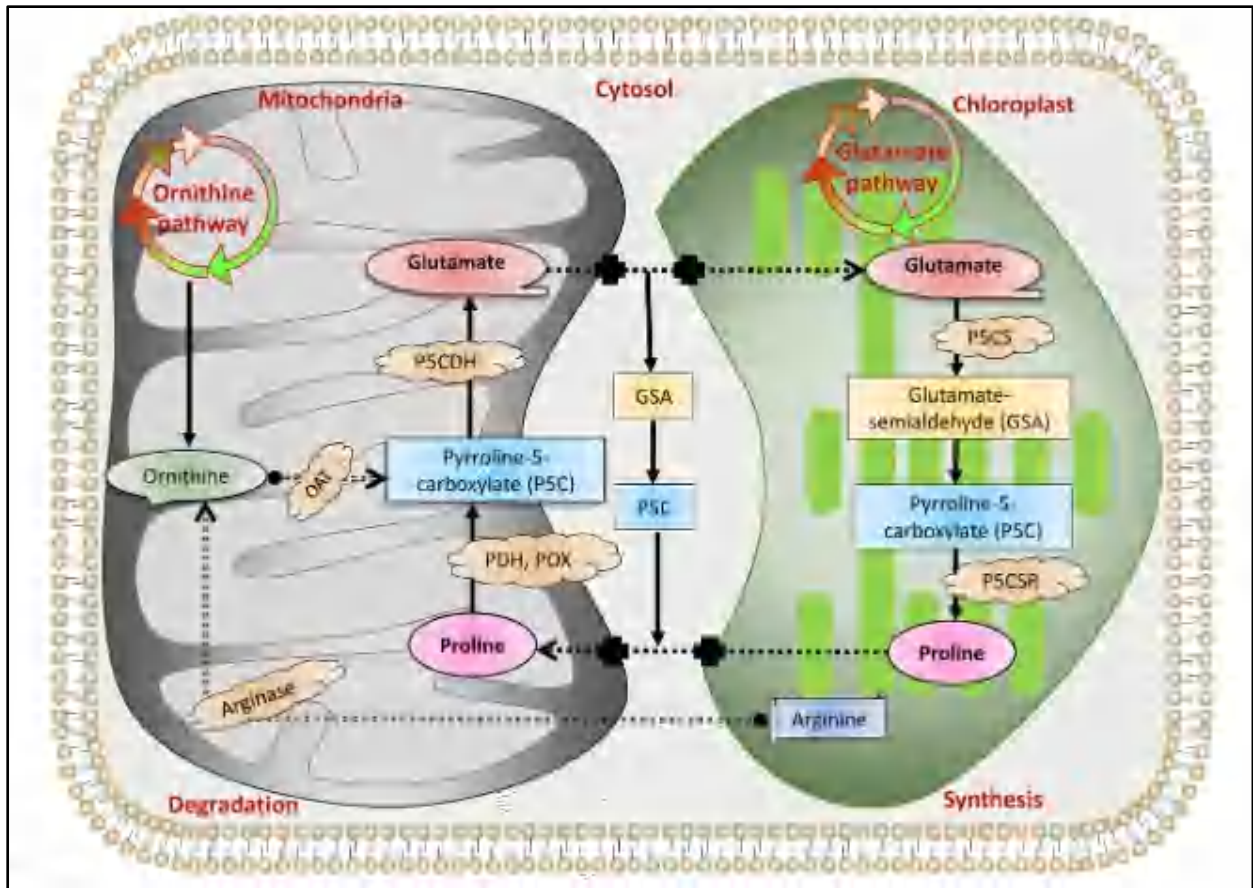 Cytosol
Mitochondria
Chloroplast
Ornithine
pathway
Glutamate
pathway
Glutamate
Glutamate
P5CDH
P5CS
GSA
Glutamate-
semialdehyde (GSA)
Ornithine
OAT
Pyrroline-5-
carboxylate (P5C)
P5C
Pyrroline-5-
carboxylate (P5C)
PDH, POX
P5CSR
Proline
Proline
Arginase
Arginine
Degradation
Synthesis